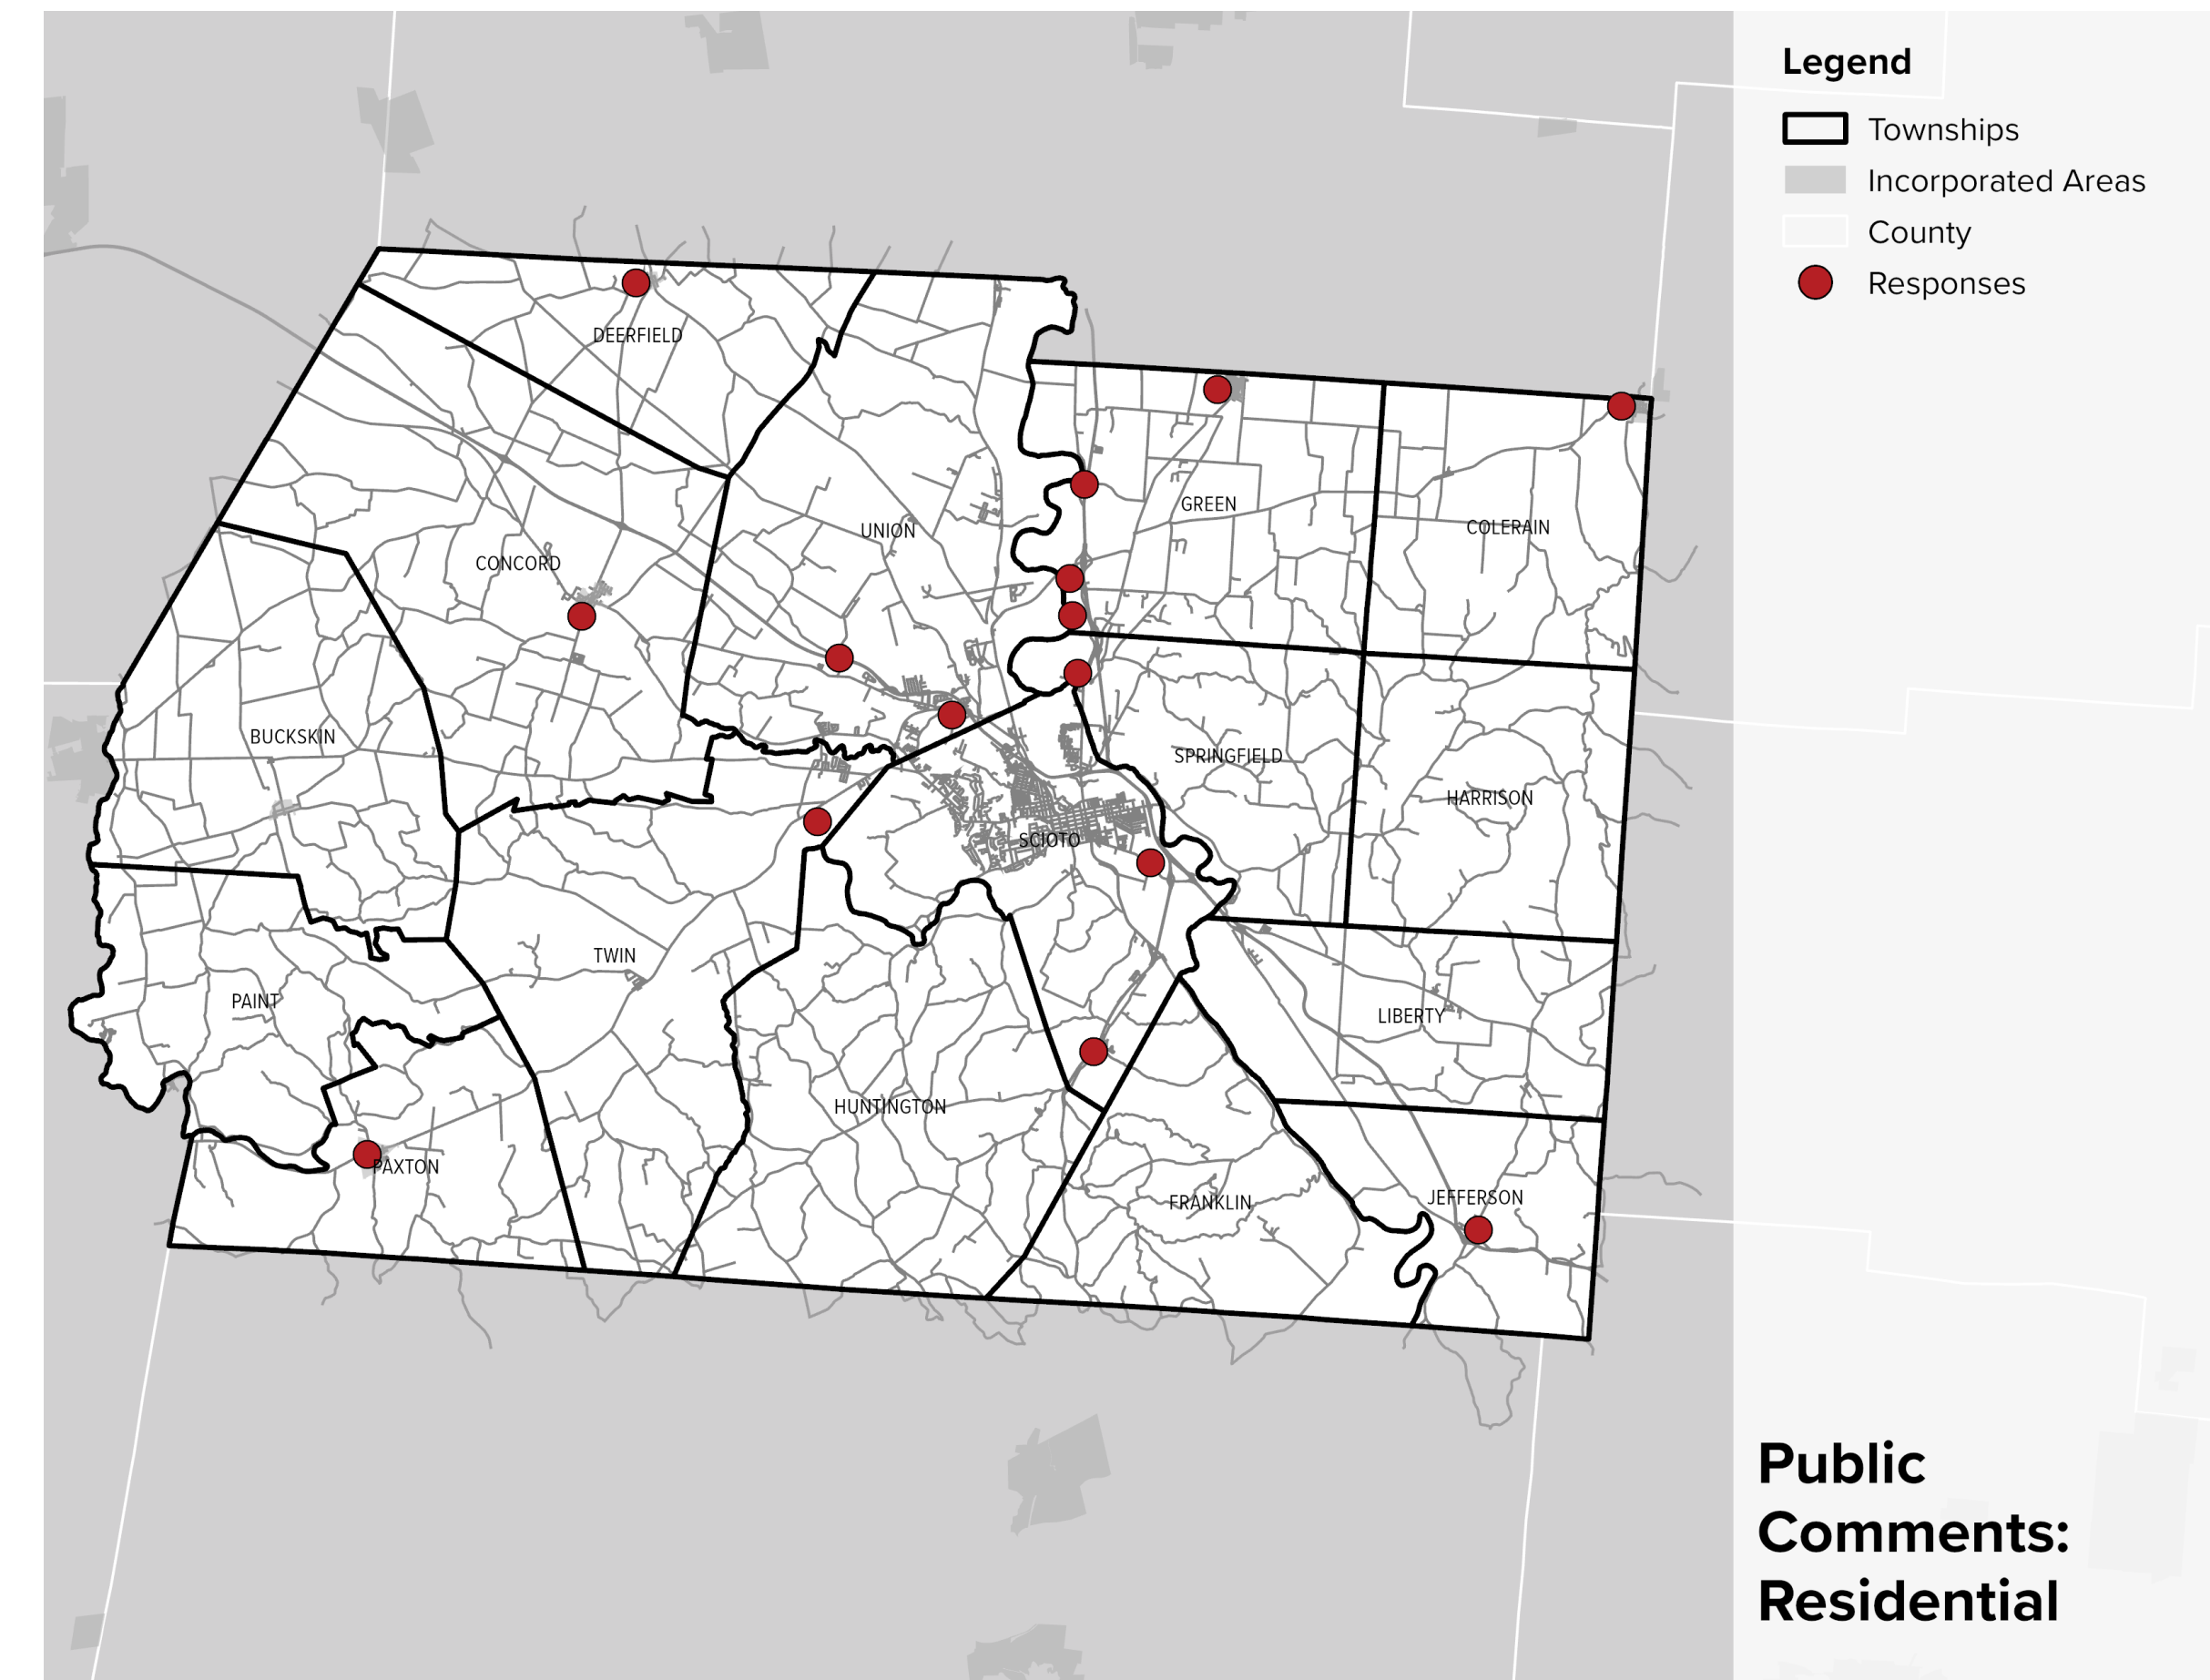 Legend
Townships
Incorporated Areas
County
Responses
DEERFIELD
GREEN
COLERAIN
UNION
CONCORD
BUCKSKIN
SPRINGFIELD
HARRISON
SCIOTO
TWIN
PAINT
LIBERTY
HUNTINGTON
PAXTON
FRANKLIN
JEFFERSON
Public
Comments:
Residential